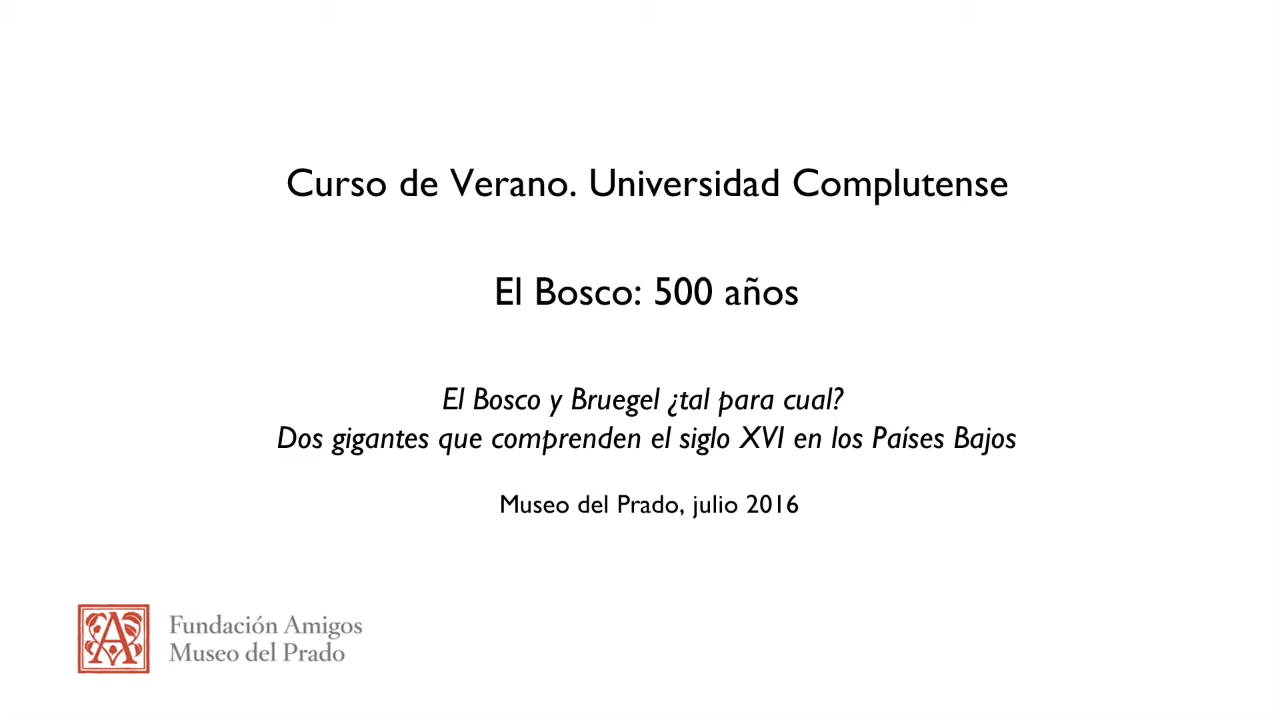 Curso de Verano. Universidad Complutense
El Bosco: 500 años
El Bosco y Bruegel ¿tal para cual?
Dos gigantes que comprenden el siglo XVI en los Países Bajos
Museo del Prado, julio 2016
A
Fundación Amigos
Museo del Prado